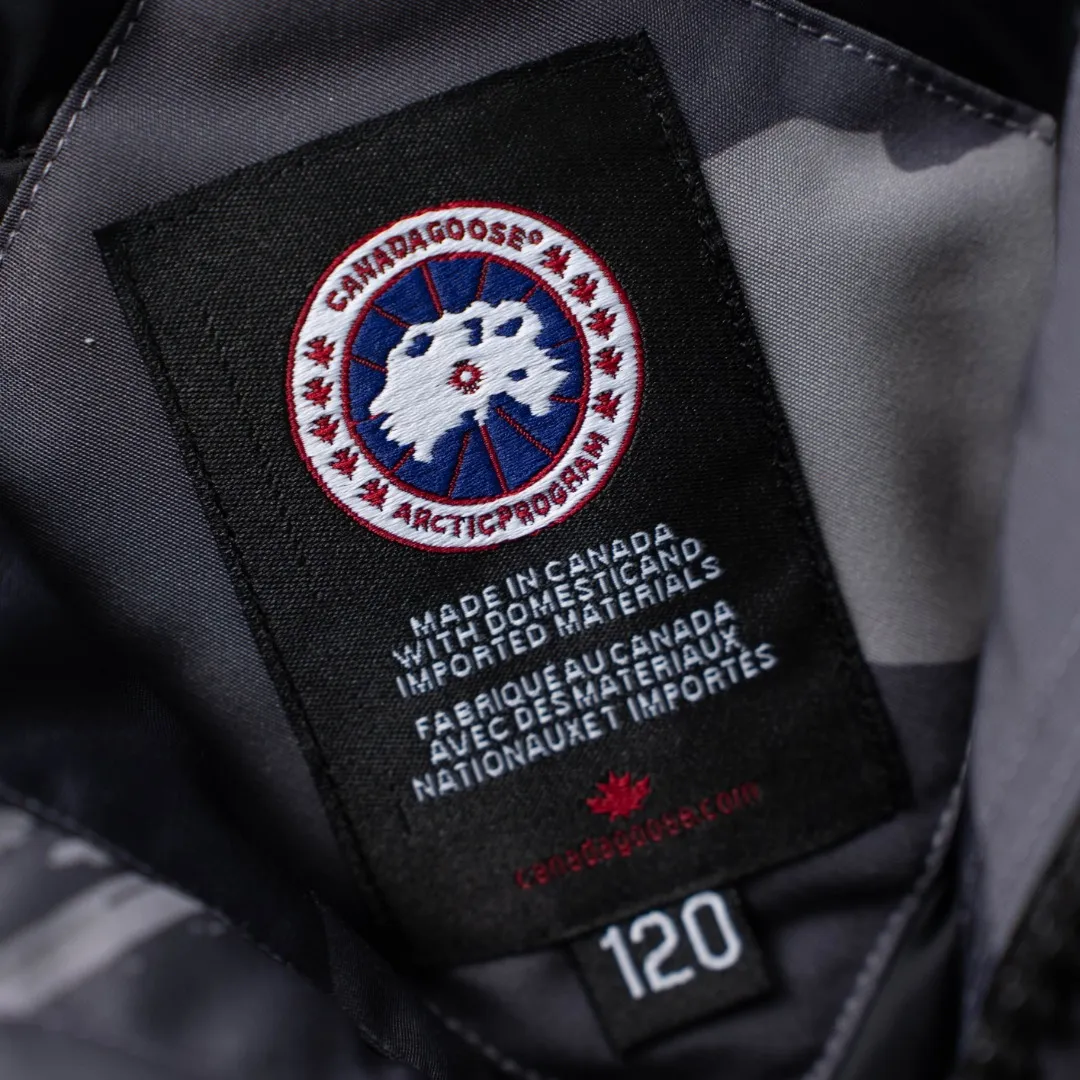 CANADA GOOSE®
ARCTIC PROGRAM
MADE IN CANADA
WITH DOMESTIC AND
IMPORTED MATERIALS
FABRIQUE AU CANADA
AVEC DES MATERIAUX
NATIONAUX ET IMPORTÉS
canadagoose.com
120